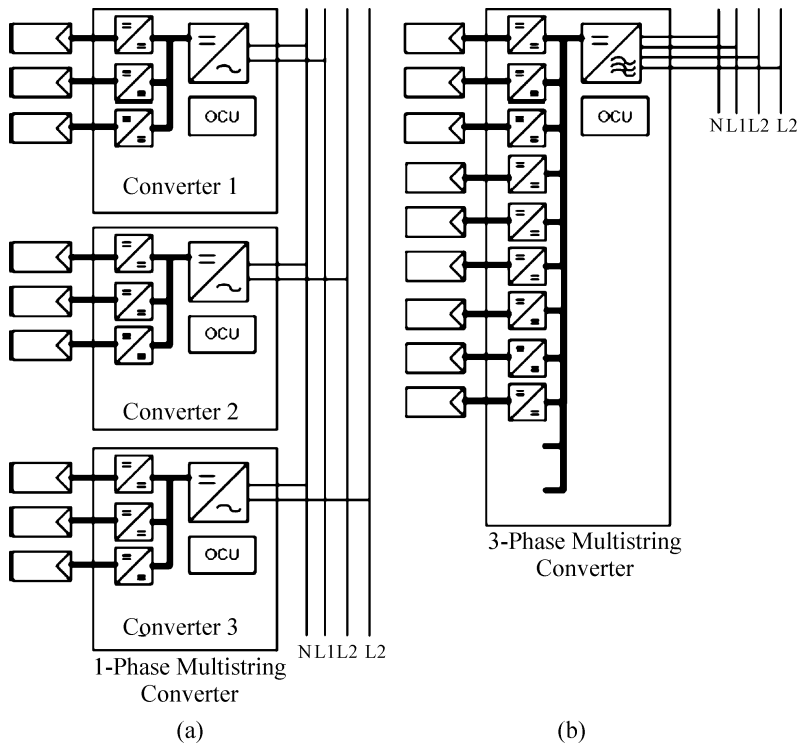 OCU
Converter 1
OCU
Converter 2
OCU
Converter 3
N L1 L2 L2
1-Phase Multistring
Converter
(a)
OCU
N L1 L2 L2
3-Phase Multistring
Converter
(b)